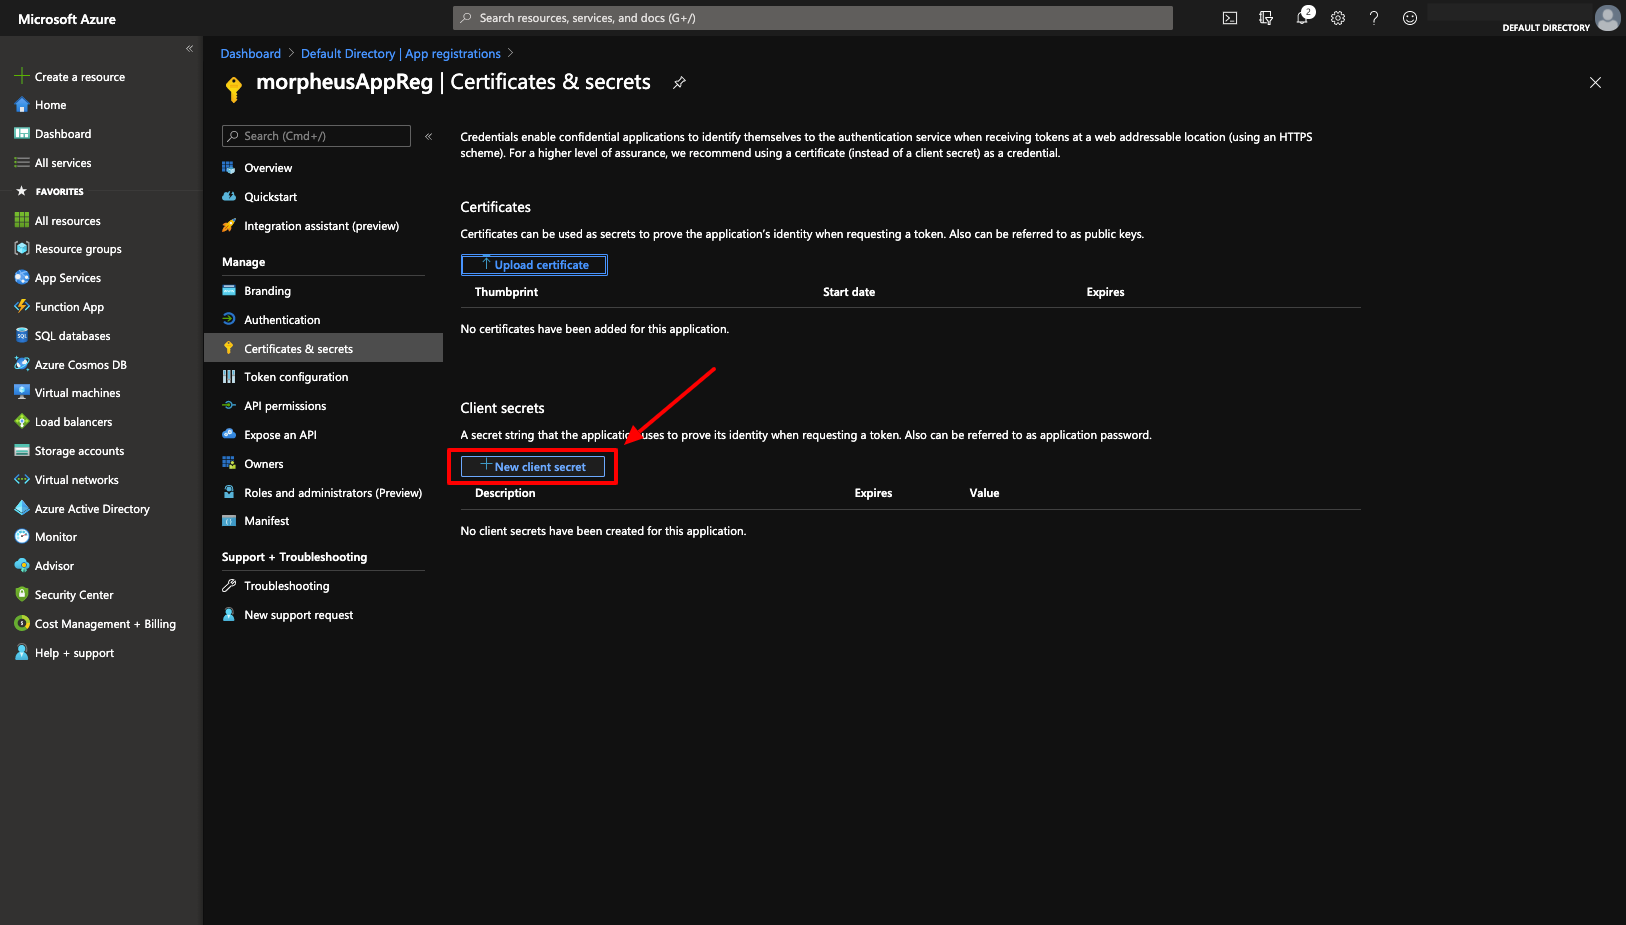 Microsoft Azure
Search resources, services, and docs (G+/)
2
DEFAULT DIRECTORY
«
Create a resource
Home
Dashboard
All services
FAVORITES
All resources
Resource groups
App Services
Function App
SQL databases
Azure Cosmos DB
Virtual machines
Load balancers
Storage accounts
Virtual networks
Azure Active Directory
Monitor
Advisor
Security Center
Cost Management + Billing
Help + support
Dashboard > Default Directory | App registrations >
morpheusAppReg | Certificates & secrets
Search (Cmd+/)
«
Overview
Quickstart
Integration assistant (preview)
Manage
Branding
Authentication
Certificates & secrets
Token configuration
API permissions
Expose an API
Owners
Roles and administrators (Preview)
Manifest
Support + Troubleshooting
Troubleshooting
New support request
Credentials enable confidential applications to identify themselves to the authentication service when receiving tokens at a web addressable location (using an HTTPS
scheme). For a higher level of assurance, we recommend using a certificate (instead of a client secret) as a credential.
Certificates
Certificates can be used as secrets to prove the application's identity when requesting a token. Also can be referred to as public keys.
Upload certificate
Thumbprint Start date Expires
No certificates have been added for this application.
Client secrets
A secret string that the application uses to prove its identity when requesting a token. Also can be referred to as application password.
New client secret
Description Expires Value
No client secrets have been created for this application.